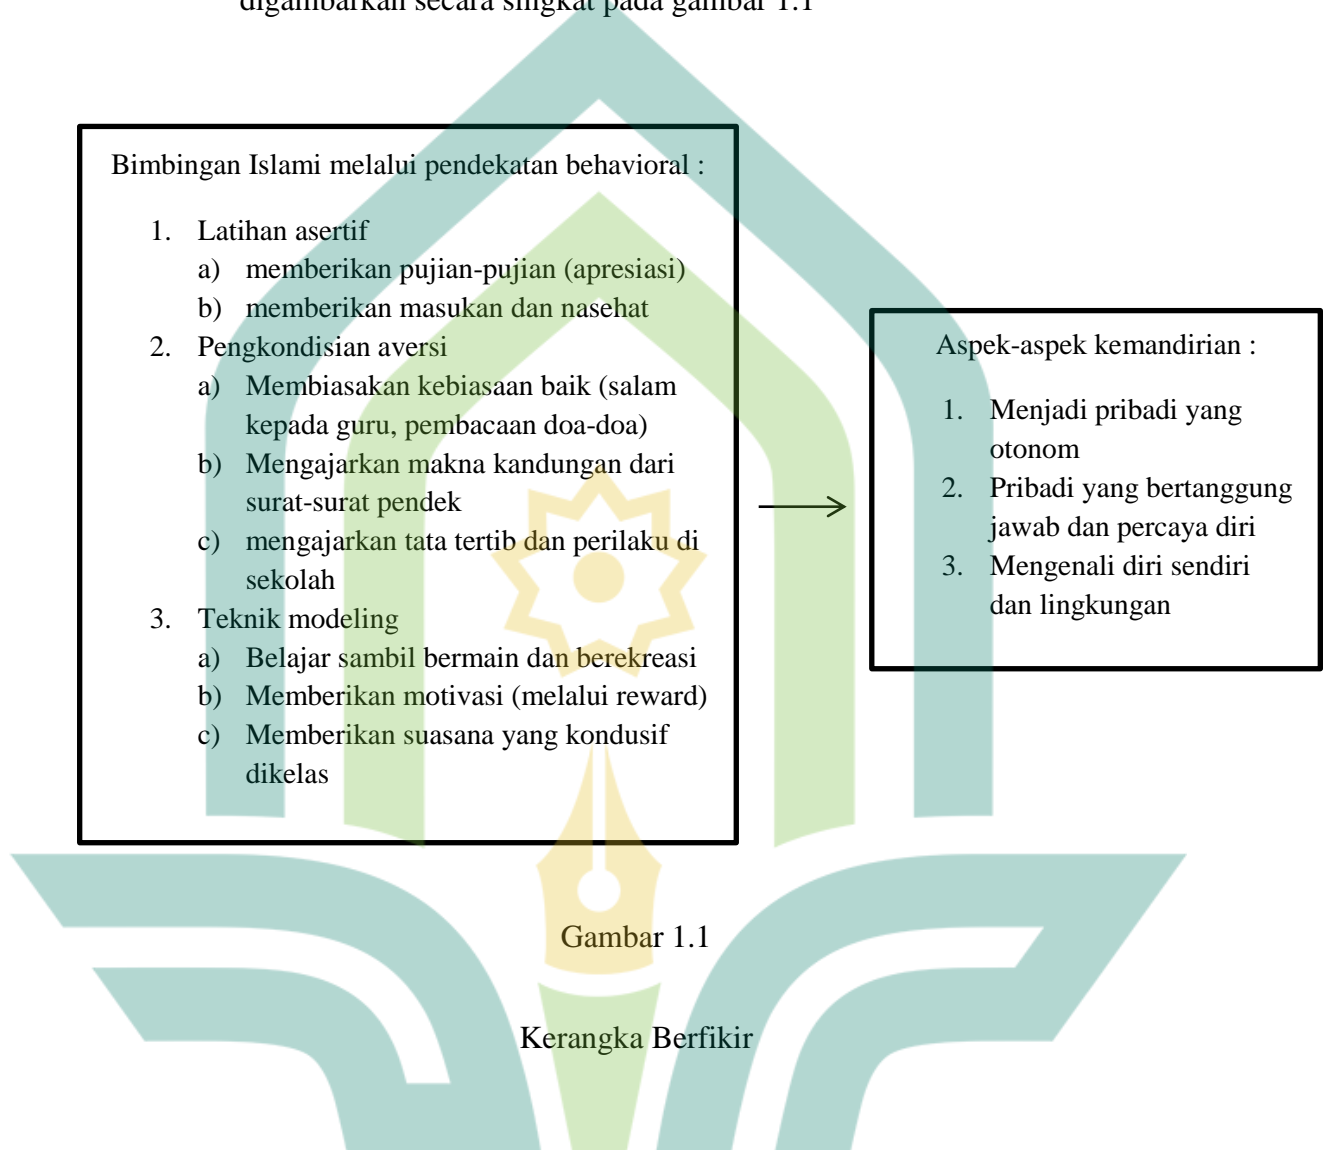 digambarkan secara singkat pada gambar 1.1
Bimbingan Islami melalui pendekatan behavioral :
1. Latihan asertif
a) memberikan pujian-pujian (apresiasi)
b) memberikan masukan dan nasehat
2. Pengkondisian aversi
a) Membiasakan kebiasaan baik (salam
kepada guru, pembacaan doa-doa)
b) Mengajarkan makna kandungan dari
surat-surat pendek
c) mengajarkan tata tertib dan perilaku di
sekolah
3. Teknik modeling
a) Belajar sambil bermain dan berekreasi
b) Memberikan motivasi (melalui reward)
c) Memberikan suasana yang kondusif
dikelas
Aspek-aspek kemandirian :
1. Menjadi pribadi yang
otonom
2. Pribadi yang bertanggung
jawab dan percaya diri
3. Mengenali diri sendiri
dan lingkungan
Gambar 1.1
Kerangka Berfikir